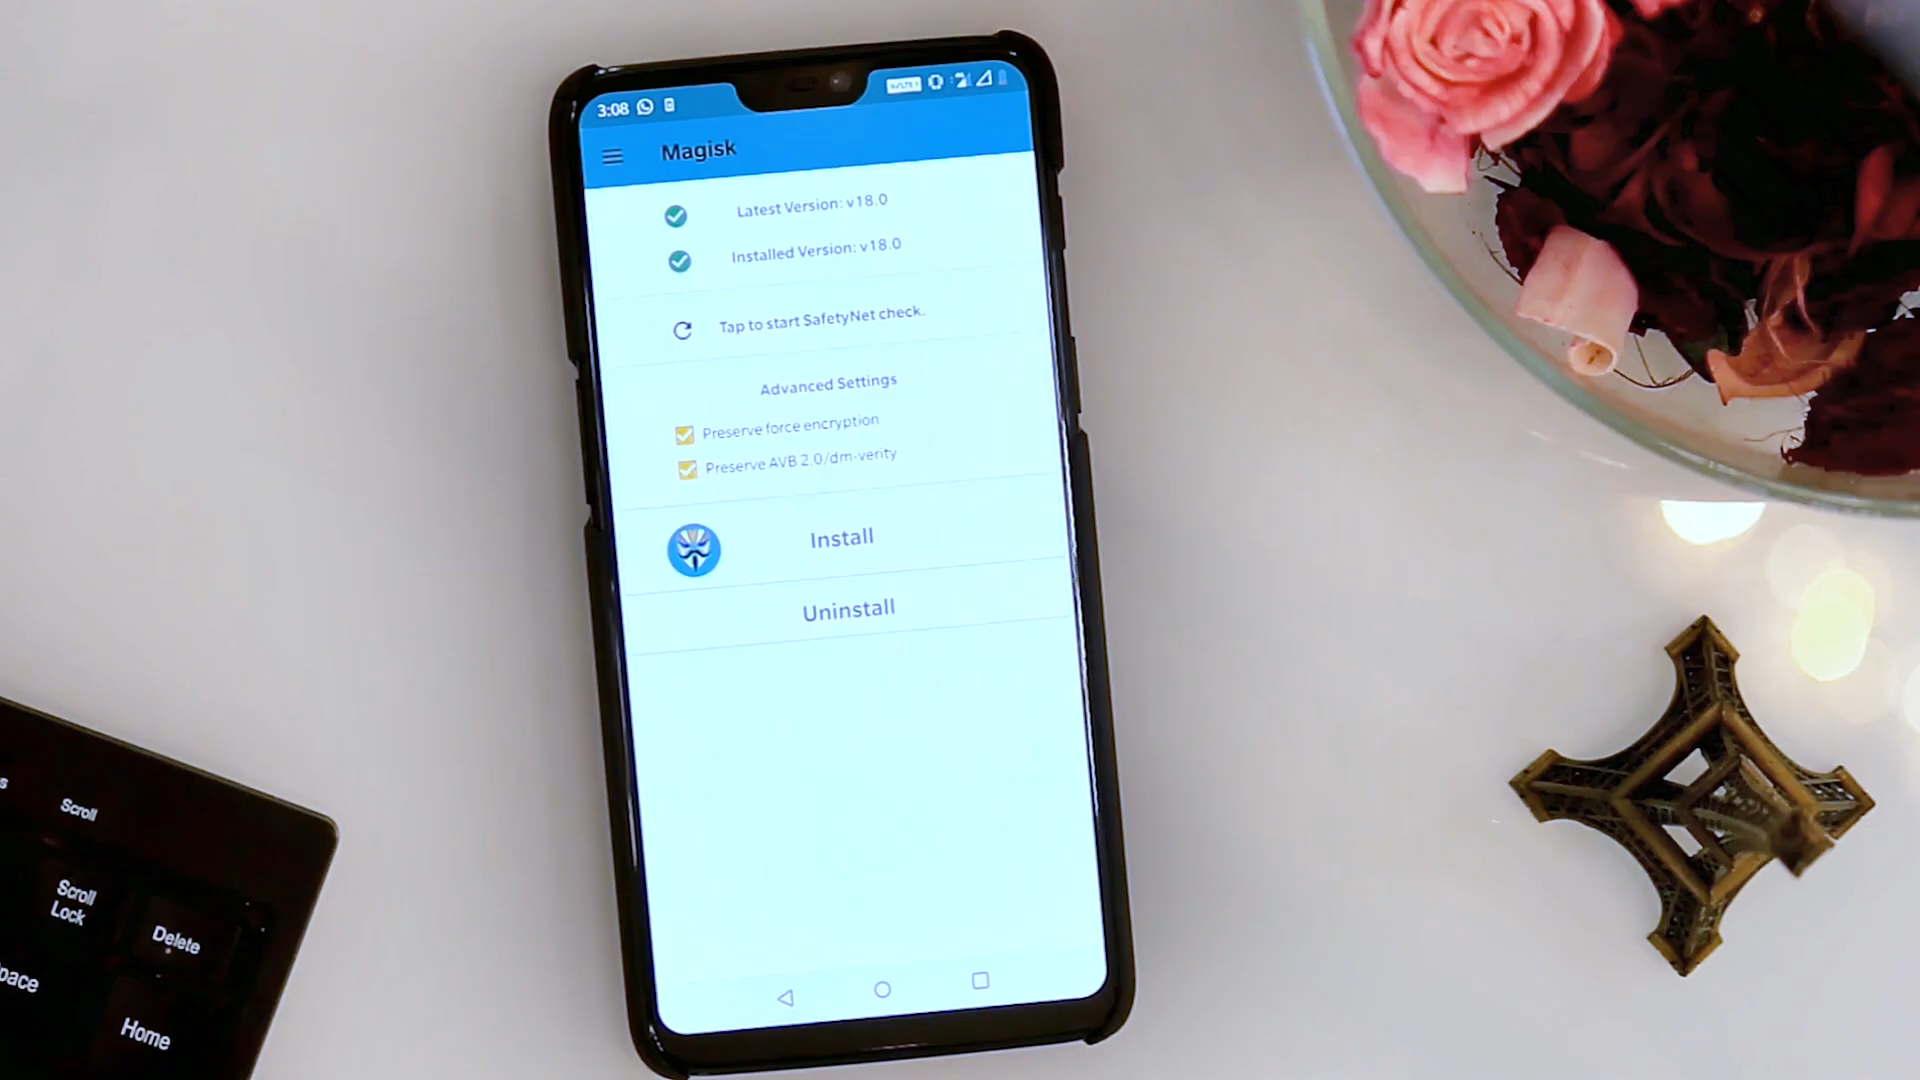 3:08
Magisk
Latest Version: v18.0
Installed Version: v18.0
Tap to start SafetyNet check.
Advanced Settings
Preserve force encryption
Preserve AVB 2.0/dm-verity
Install
Uninstall
Scroll
Scroll
Lock
Delete
Home